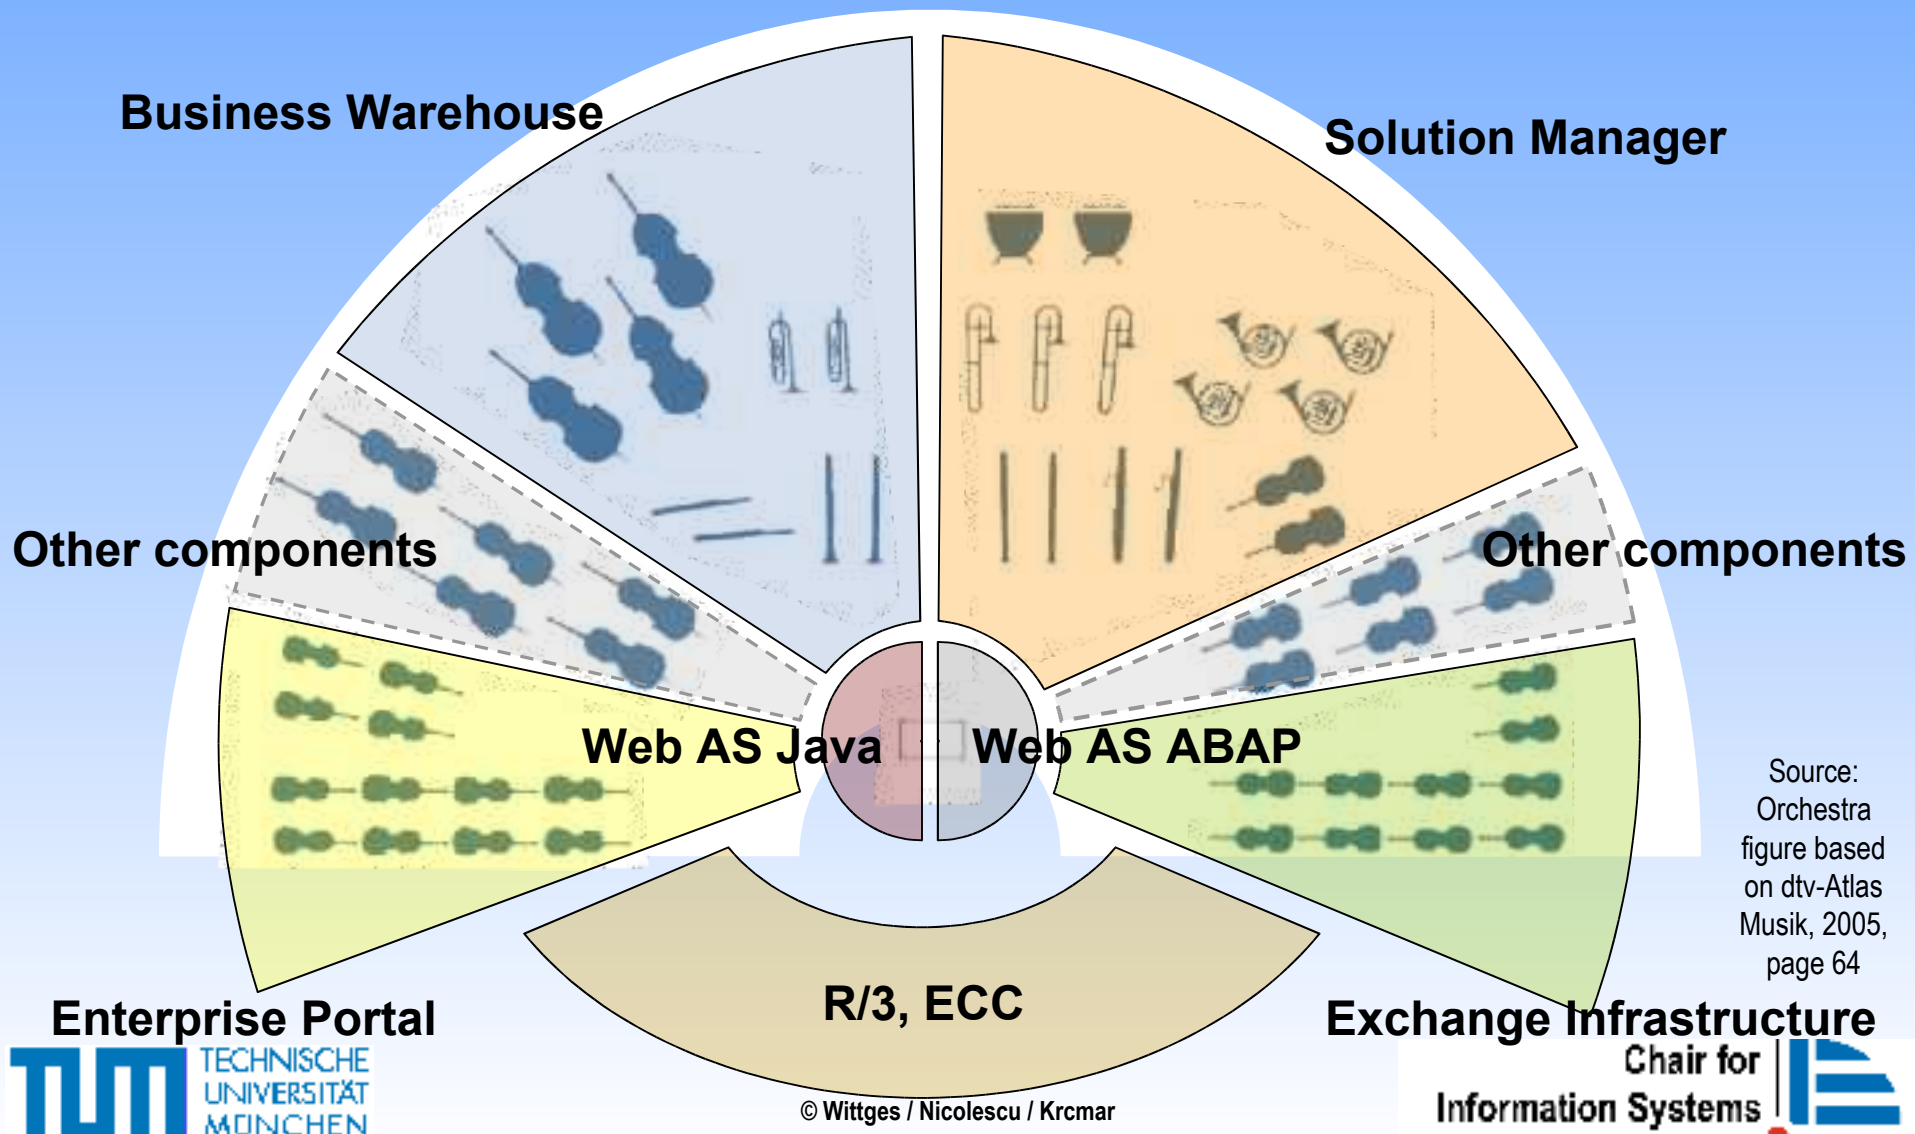 Business Warehouse
Solution Manager
Other components
Other components
Web AS Java
Web AS ABAP
Source:
Orchestra
figure based
on dtv-Atlas
Musik, 2005,
page 64
R/3, ECC
Enterprise Portal
Exchange Infrastructure
TUM
TECHNISCHE
UNIVERSITÄT
MÜNCHEN
© Wittges / Nicolescu / Krcmar
Chair for
Information Systems